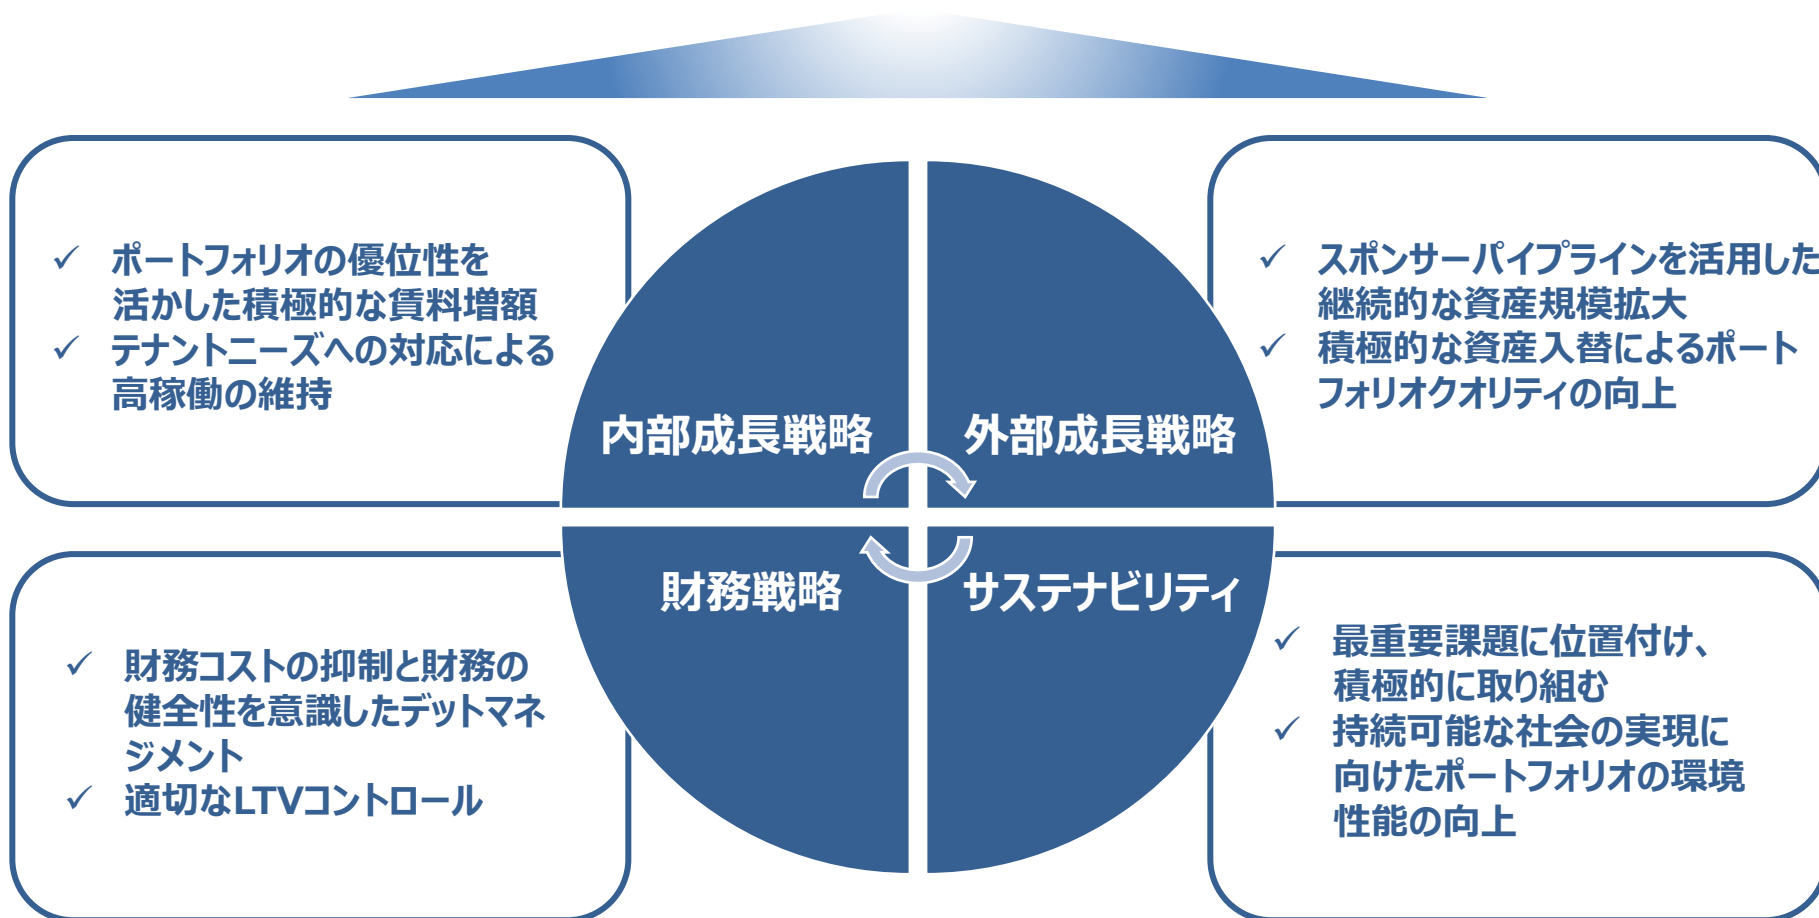 ✓ ポートフォリオの優位性を
活かした積極的な賃料増額
✓ テナントニーズへの対応による
高稼働の維持
内部成長戦略
外部成長戦略
✓ スポンサーパイプラインを活用した
継続的な資産規模拡大
✓ 積極的な資産入替によるポート
フォリオクオリティの向上
財務戦略
サステナビリティ
✓ 財務コストの抑制と財務の
健全性を意識したデットマネ
ジメント
✓ 適切なLTVコントロール
✓ 最重要課題に位置付け、
積極的に取り組む
✓ 持続可能な社会の実現に
向けたポートフォリオの環境
性能の向上